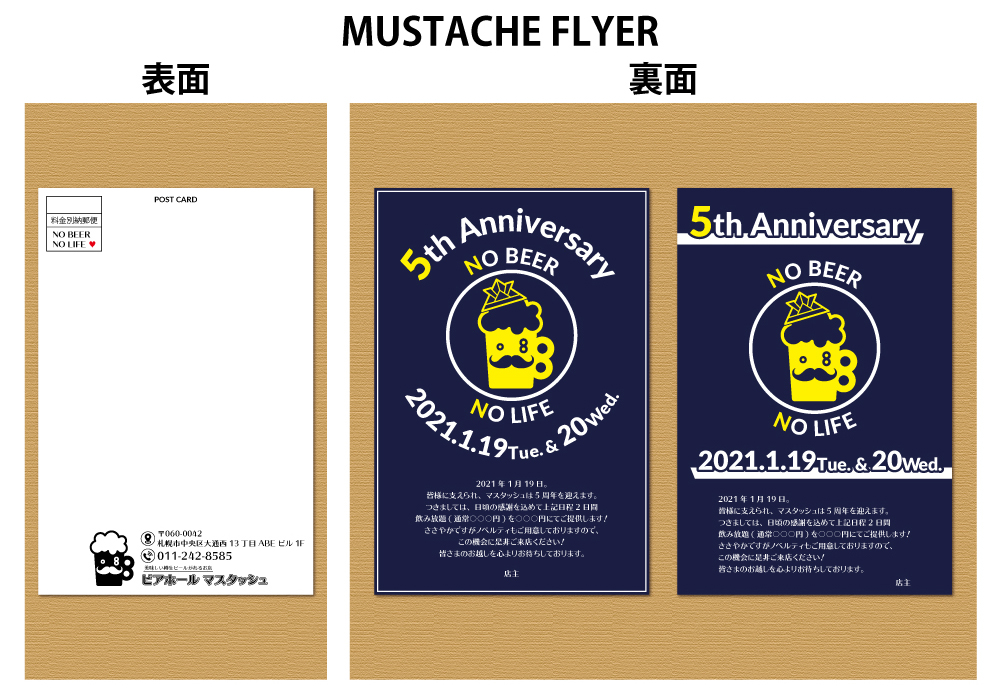 MUSTACHE FLYER
表面
裏面
POST CARD
料金別納郵便
NO BEER
NO LIFE ♥
〒060-0042
札幌市中央区大通西 13 丁目 ABE ビル 1F
011-242-8585
美味しい樽生ビールがあるお店
ビアホール マスタッシュ
5th Anniversary
NO BEER
8
NO LIFE
2021.1.19Tue. & 20Wed.
2021 年 1 月 19 日。
皆様に支えられ、マスタッシュは 5 周年を迎えます。
つきましては、日頃の感謝を込めて上記日程 2 日間
飲み放題 ( 通常○○○円 ) を○○○円にてご提供します!
ささやかですがノベルティもご用意しておりますので、
この機会に是非ご来店ください!
皆さまのお越しを心よりお待ちしております。
店主
5th Anniversary
NO BEER
8
NO LIFE
2021.1.19Tue. & 20Wed.
2021 年 1 月 19 日。
皆様に支えられ、マスタッシュは 5 周年を迎えます。
つきましては、日頃の感謝を込めて上記日程 2 日間
飲み放題 ( 通常○○○円 ) を○○○円にてご提供します!
ささやかですがノベルティもご用意しておりますので、
この機会に是非ご来店ください!
皆さまのお越しを心よりお待ちしております。
店主